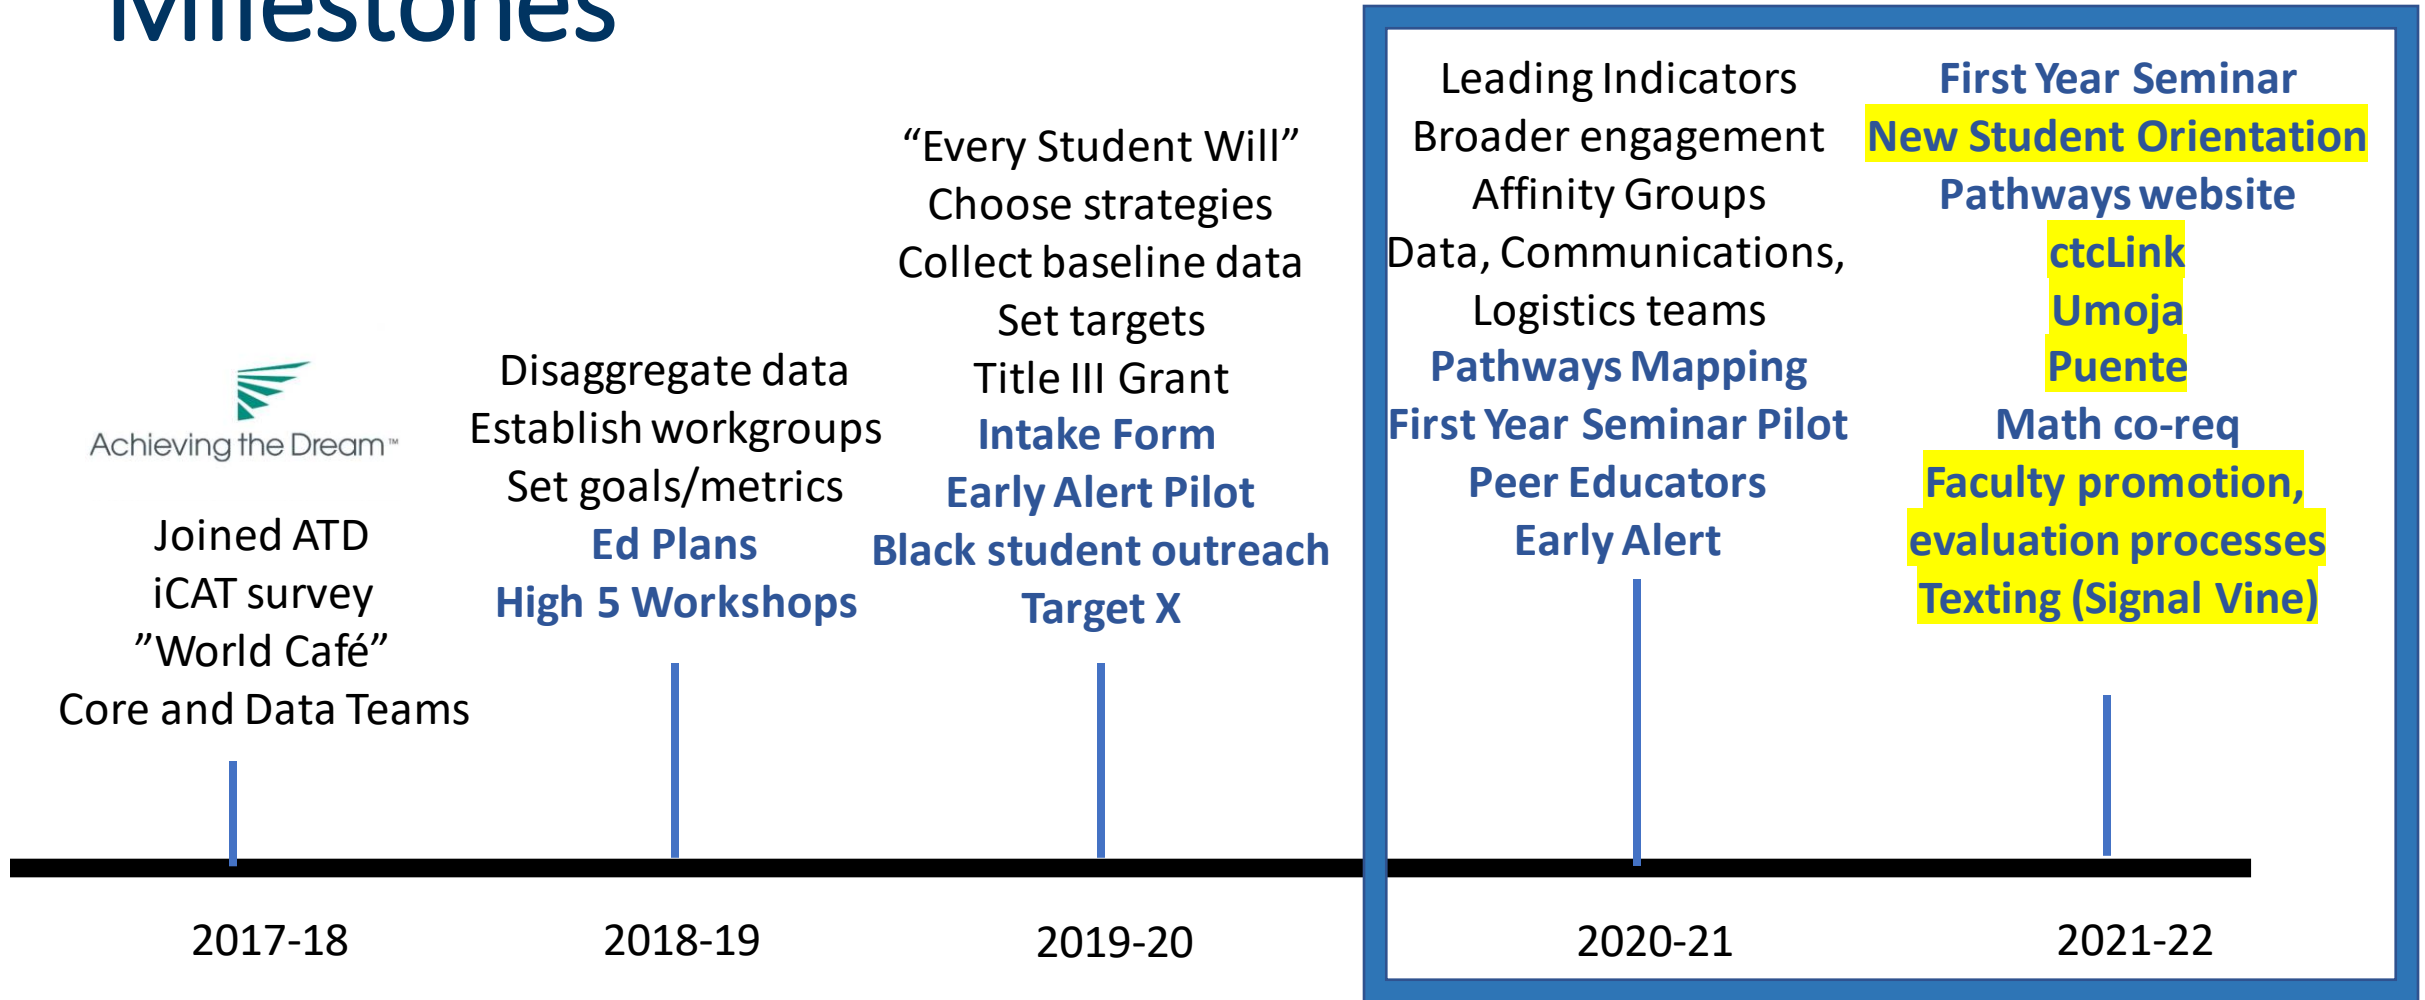 Milestones
Achieving the Dream™
Joined ATD
iCAT survey
”World Café”
Core and Data Teams
2017-18
Disaggregate data
Establish workgroups
Set goals/metrics
Ed Plans
High 5 Workshops
2018-19
“Every Student Will”
Choose strategies
Collect baseline data
Set targets
Title III Grant
Intake Form
Early Alert Pilot
Black student outreach
Target X
2019-20
Leading Indicators
Broader engagement
Affinity Groups
Data, Communications,
Logistics teams
Pathways Mapping
First Year Seminar Pilot
Peer Educators
Early Alert
2020-21
First Year Seminar
New Student Orientation
Pathways website
ctcLink
Umoja
Puente
Math co-req
Faculty promotion,
evaluation processes
Texting (Signal Vine)
2021-22